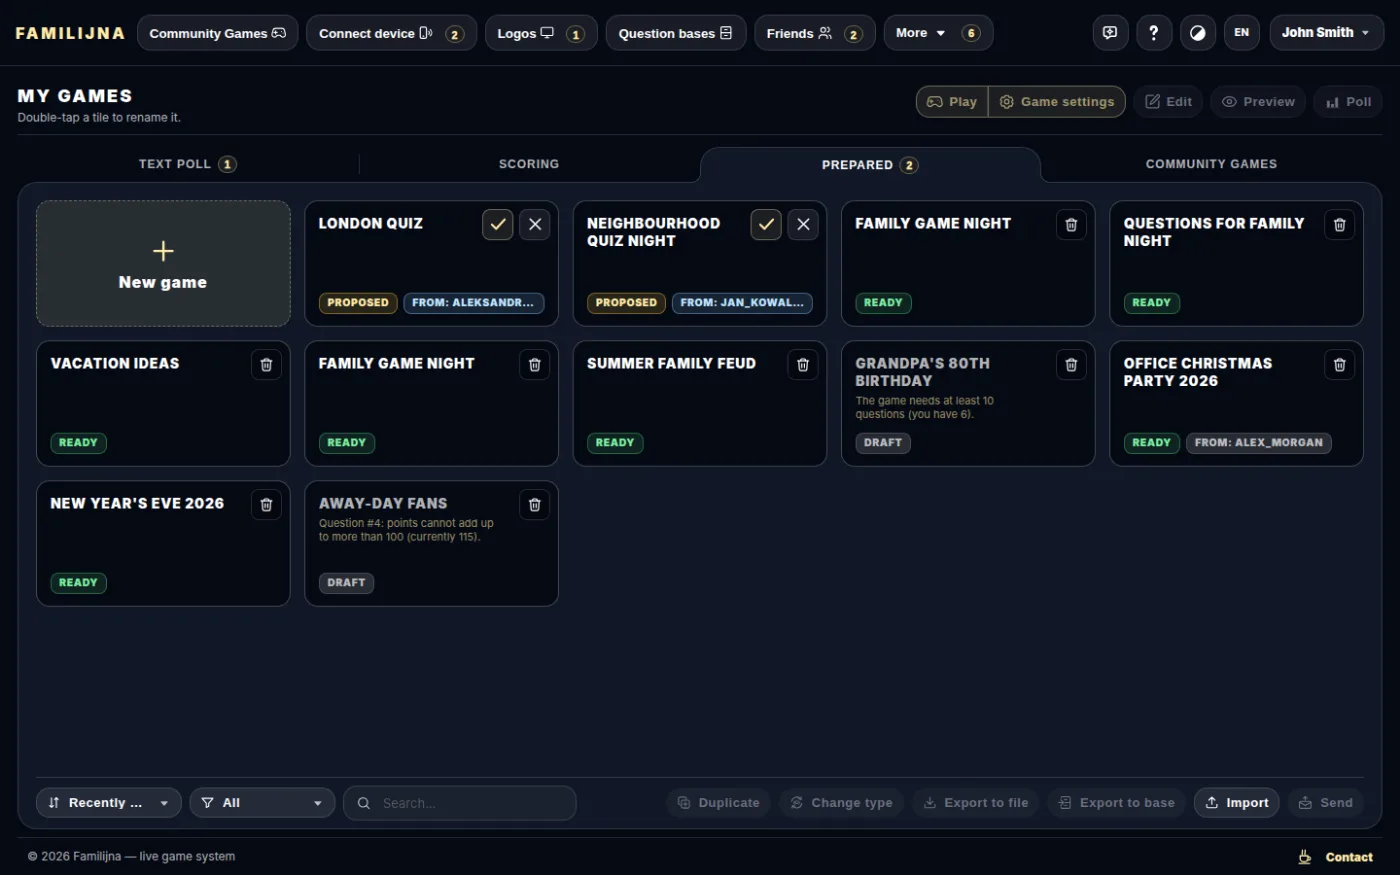 FAMILIJNA
Community Games
Connect device 2
Logos 1
Question bases
Friends 2
More 6
?
EN
John Smith
MY GAMES
Double-tap a tile to rename it.
Play
Game settings
Edit
Preview
Poll
TEXT POLL 1
SCORING
PREPARED 2
COMMUNITY GAMES
New game
LONDON QUIZ
PROPOSED
FROM: ALEKSANDR...
NEIGHBOURHOOD
QUIZ NIGHT
PROPOSED
FROM: JAN_KOWAL...
FAMILY GAME NIGHT
READY
QUESTIONS FOR FAMILY
NIGHT
READY
VACATION IDEAS
READY
FAMILY GAME NIGHT
READY
SUMMER FAMILY FEUD
READY
GRANDPA'S 80TH
BIRTHDAY
The game needs at least 10
questions (you have 6).
DRAFT
OFFICE CHRISTMAS
PARTY 2026
READY
FROM: ALEX_MORGAN
NEW YEAR'S EVE 2026
READY
AWAY-DAY FANS
Question #4: points cannot add up
to more than 100 (currently 115).
DRAFT
Recently ...
All
Search...
Duplicate
Change type
Export to file
Export to base
Import
Send
© 2026 Familijna — live game system
Contact